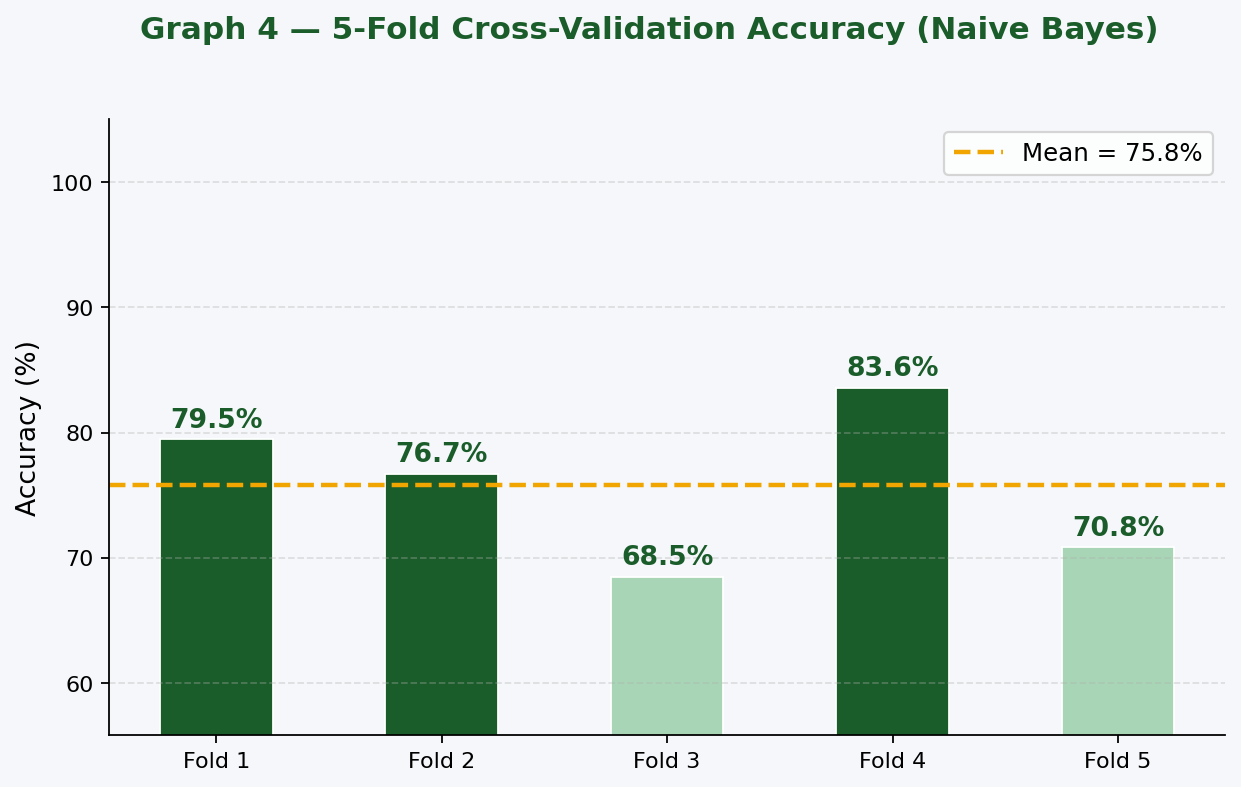 Graph 4 — 5-Fold Cross-Validation Accuracy (Naive Bayes)
Mean = 75.8%
Accuracy (%)
100
90
80
70
60
79.5%
76.7%
68.5%
83.6%
70.8%
Fold 1
Fold 2
Fold 3
Fold 4
Fold 5